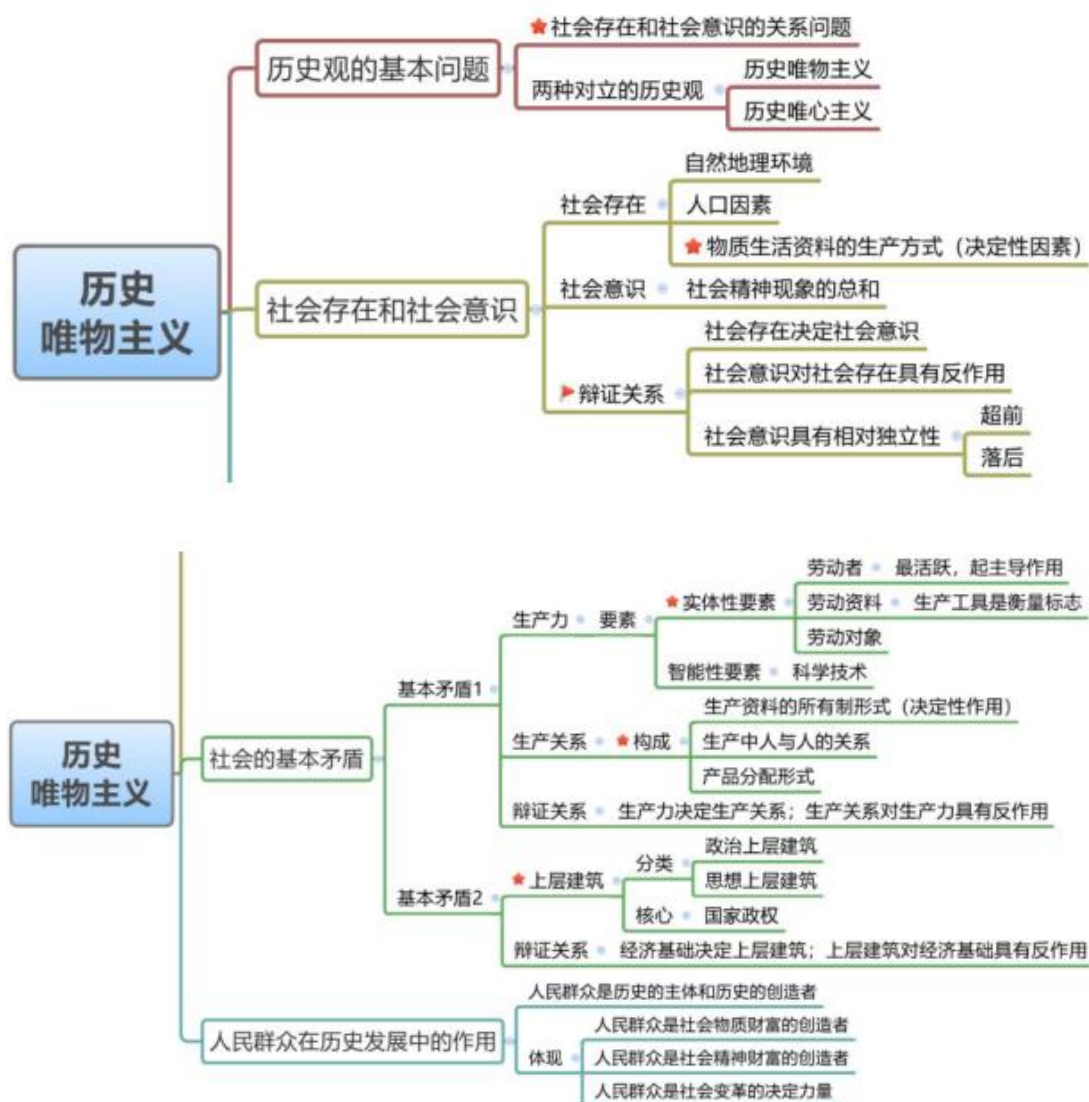 历史观的基本问题
★社会存在和社会意识的关系问题
两种对立的历史观
历史唯物主义
历史唯心主义
历史
唯物主义
社会存在和社会意识
社会存在
自然地理环境
人口因素
★物质生活资料的生产方式（决定性因素）
社会意识
社会精神现象的总和
辩证关系
社会存在决定社会意识
社会意识对社会存在具有反作用
社会意识具有相对独立性
超前
落后
历史
唯物主义
社会的基本矛盾
基本矛盾1
生产力
要素
★实体性要素
劳动者
最活跃，起主导作用
劳动资料
生产工具是衡量标志
劳动对象
智能性要素
科学技术
生产关系
★构成
生产资料的所有制形式（决定性作用）
生产中人与人的关系
产品分配形式
辩证关系
生产力决定生产关系；生产关系对生产力具有反作用
基本矛盾2
★上层建筑
分类
政治上层建筑
思想上层建筑
核心
国家政权
辩证关系
经济基础决定上层建筑；上层建筑对经济基础具有反作用
人民群众在历史发展中的作用
人民群众是历史的主体和历史的创造者
体现
人民群众是社会物质财富的创造者
人民群众是社会精神财富的创造者
人民群众是社会变革的决定力量